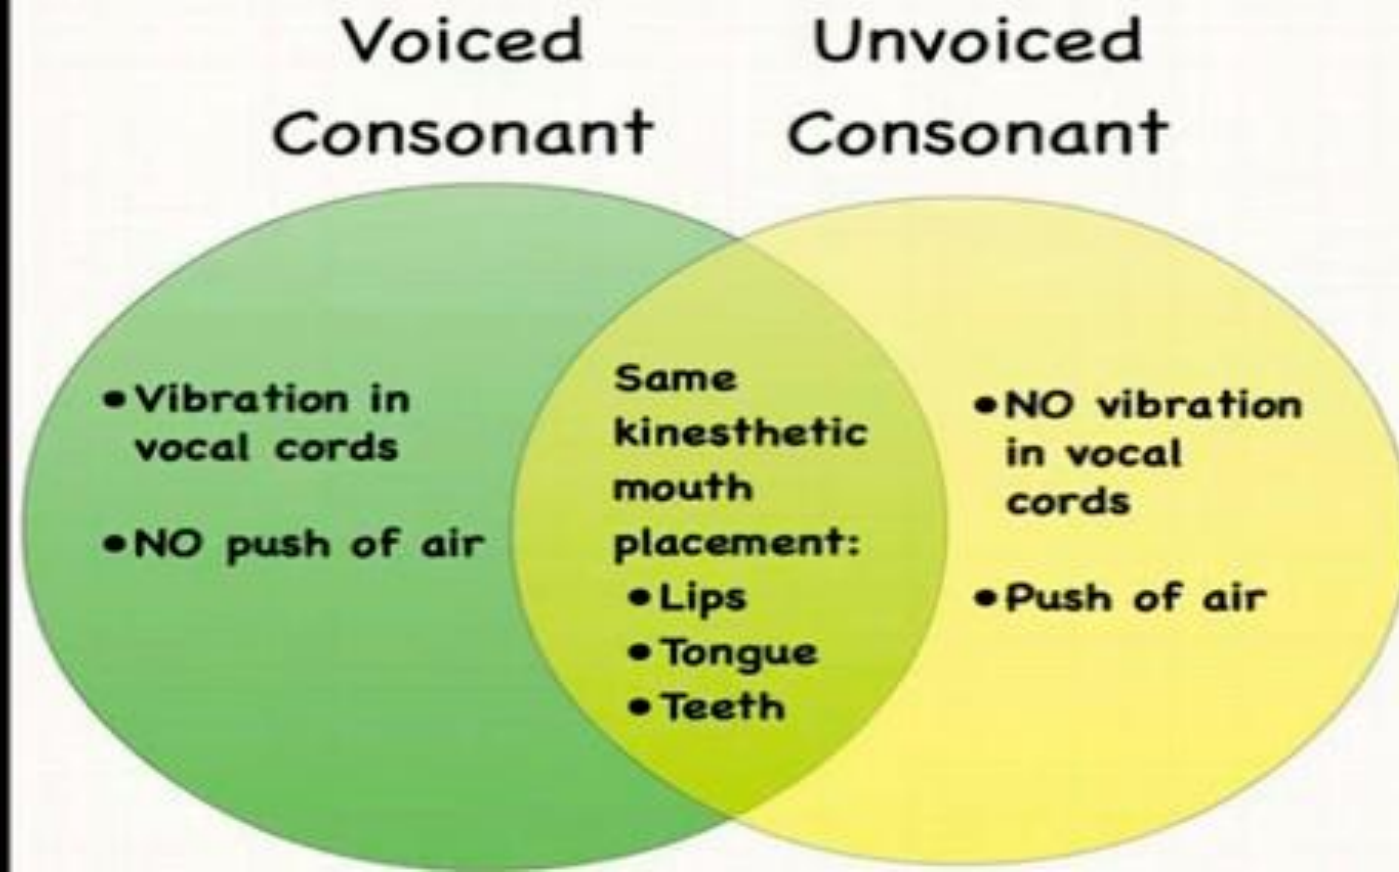 Voiced
Consonant
Unvoiced
Consonant
• Vibration in
vocal cords
• NO push of air
Same
kinesthetic
mouth
placement:
• Lips
• Tongue
• Teeth
• NO vibration
in vocal
cords
• Push of air